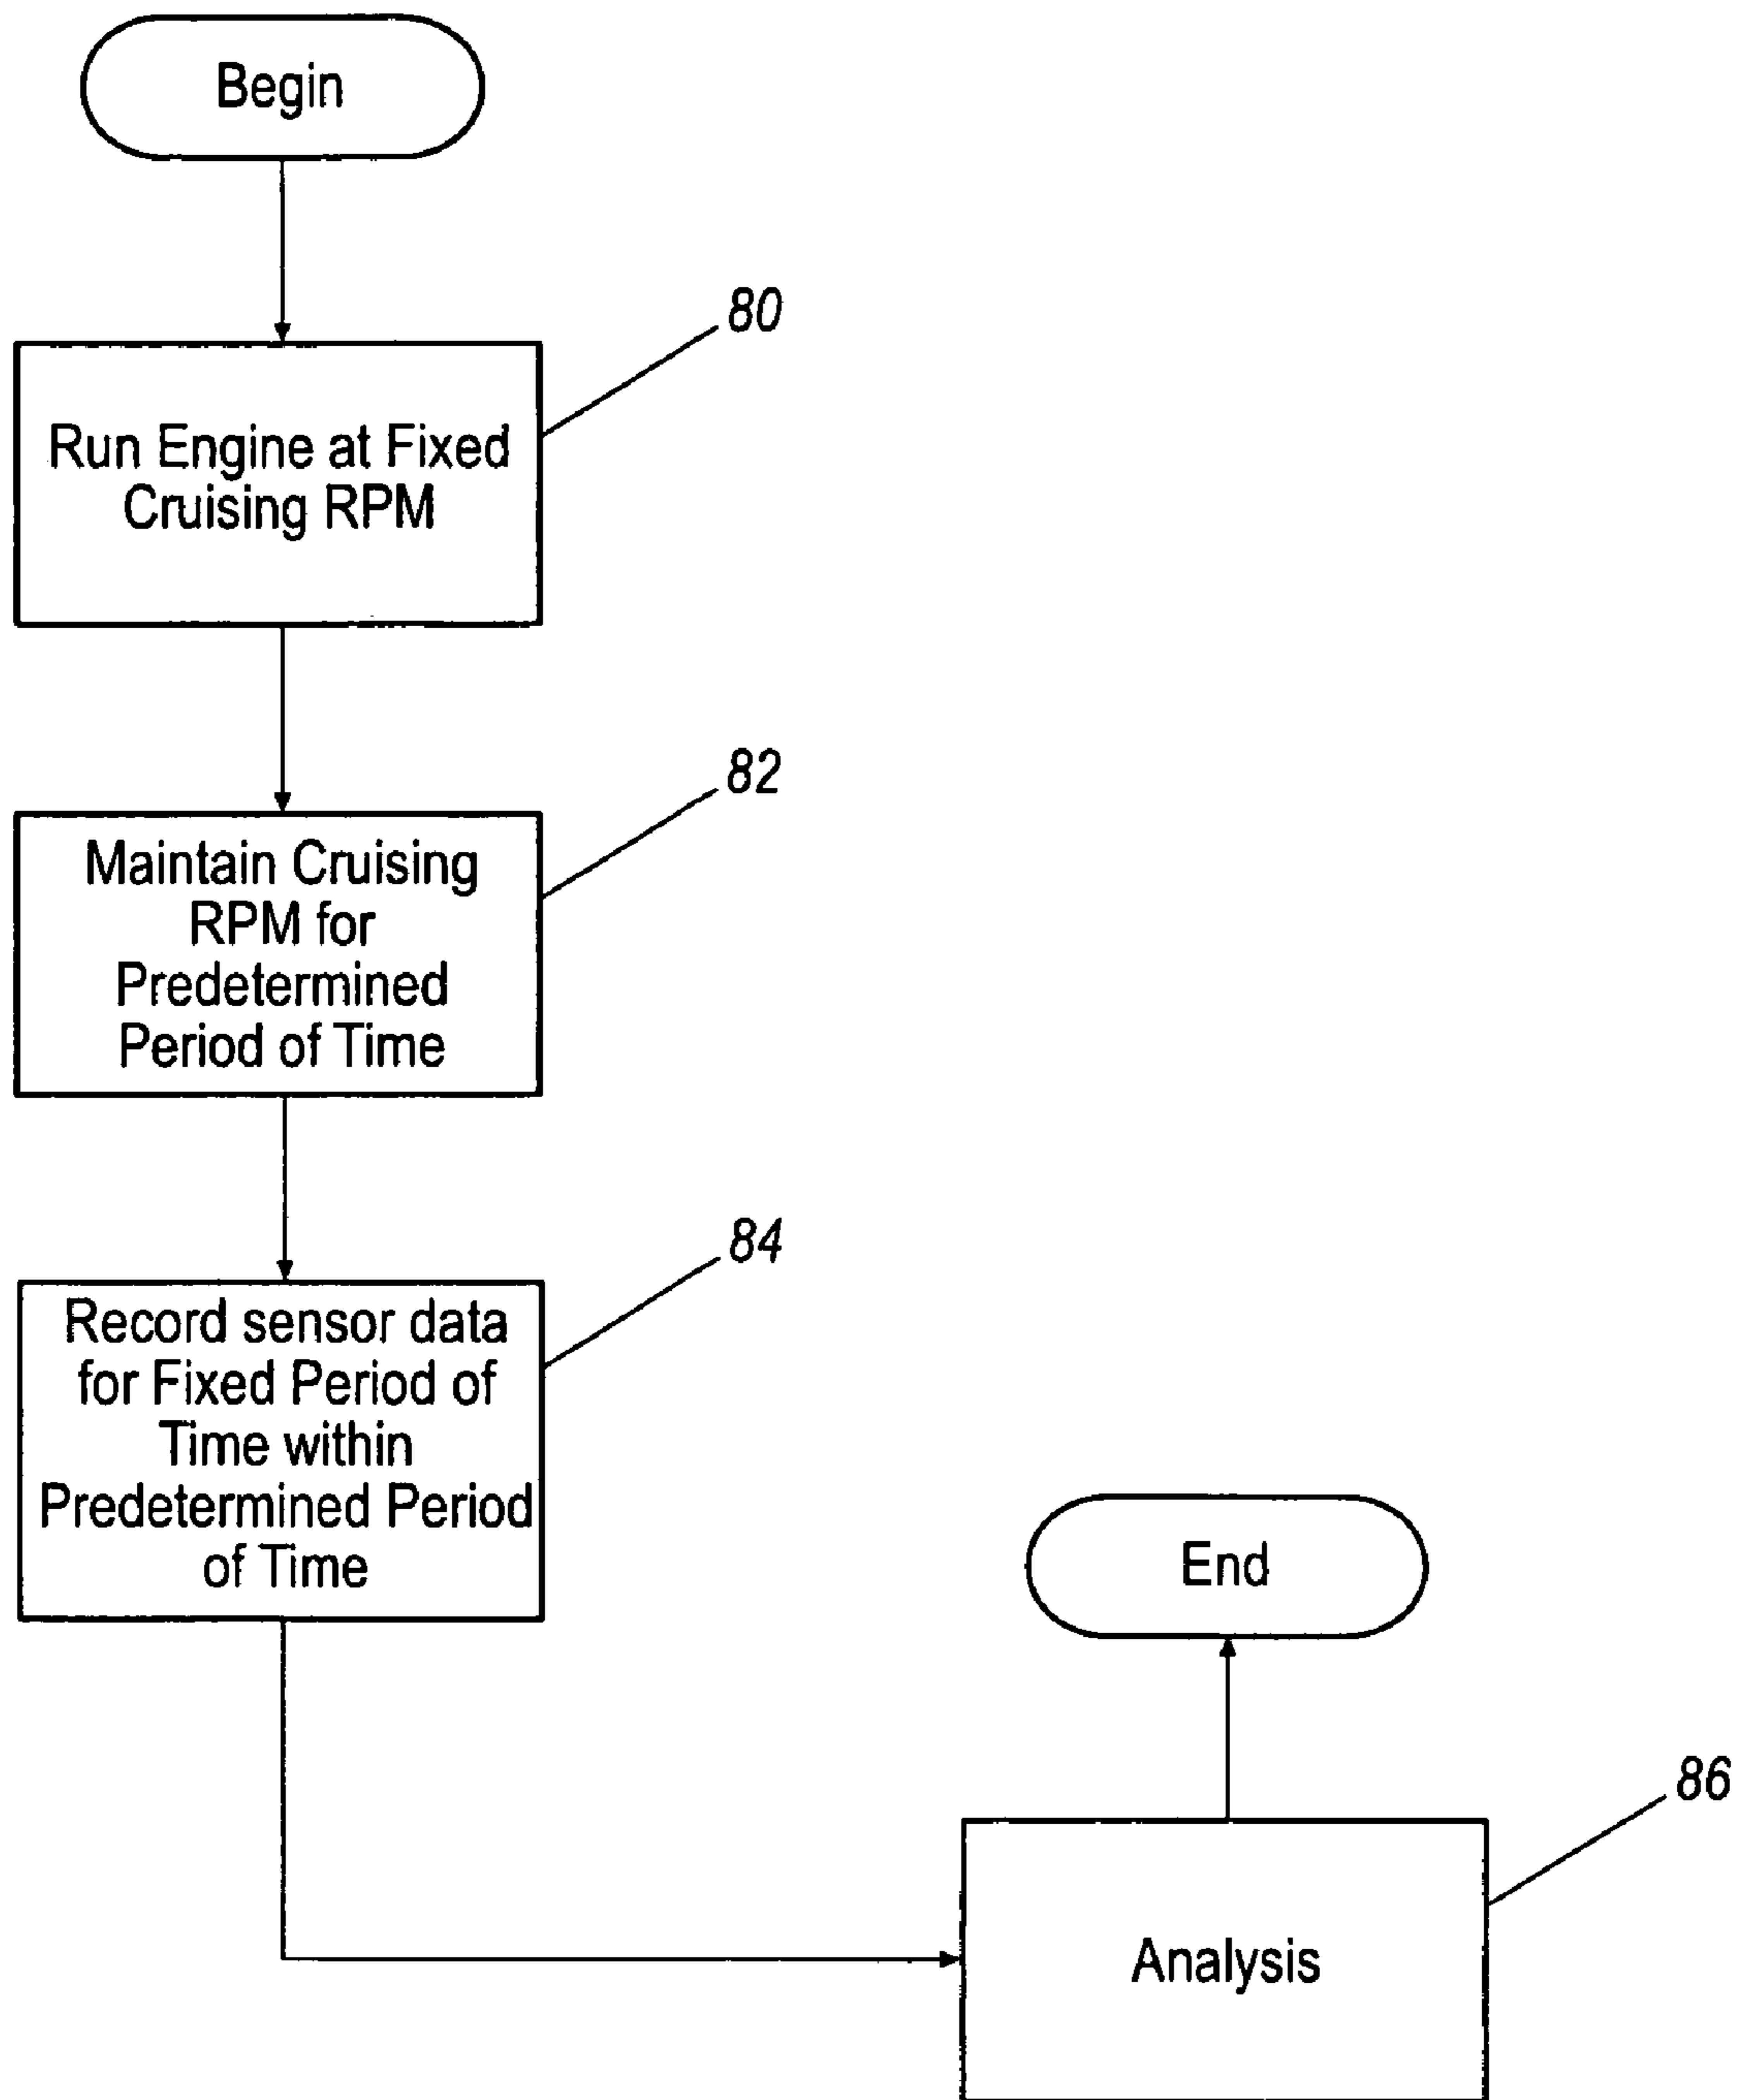 Begin
80
Run Engine at Fixed
Cruising RPM
82
Maintain Cruising
RPM for
Predetermined
Period of Time
84
Record sensor data
for Fixed Period of
Time within
Predetermined Period
of Time
End
86
Analysis